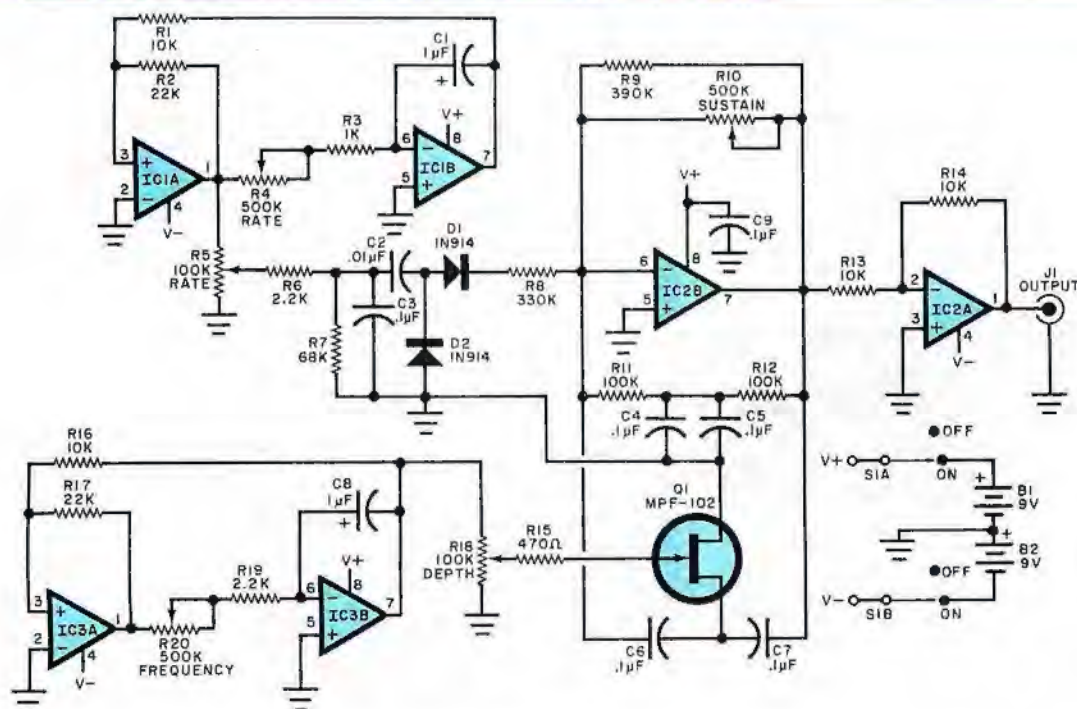 R1
10K
R2
22K
3
+
2
−
IC1A
1
4
V−
R4
500K
RATE
R3
1K
C1
1µF
+
V+
8
6
−
5
+
IC1B
7
R5
100K
RATE
R6
2.2K
C2
.01µF
D1
1N914
C3
.1µF
R7
68K
D2
1N914
R8
330K
R9
390K
R10
500K
SUSTAIN
V+
C9
.1µF
6
−
8
5
+
IC2B
7
R11
100K
R12
100K
C4
.1µF
C5
.1µF
R13
10K
R14
10K
2
−
3
+
IC2A
1
4
V−
J1
OUTPUT
R16
10K
R17
22K
3
+
2
−
IC3A
1
4
V−
R20
500K
FREQUENCY
R19
2.2K
C8
1µF
+
V+
8
6
−
5
+
IC3B
7
R18
100K
DEPTH
R15
470Ω
Q1
MPF-102
C6
.1µF
C7
.1µF
OFF
V+
S1A
ON
+
B1
9V
+
B2
9V
OFF
V−
S1B
ON